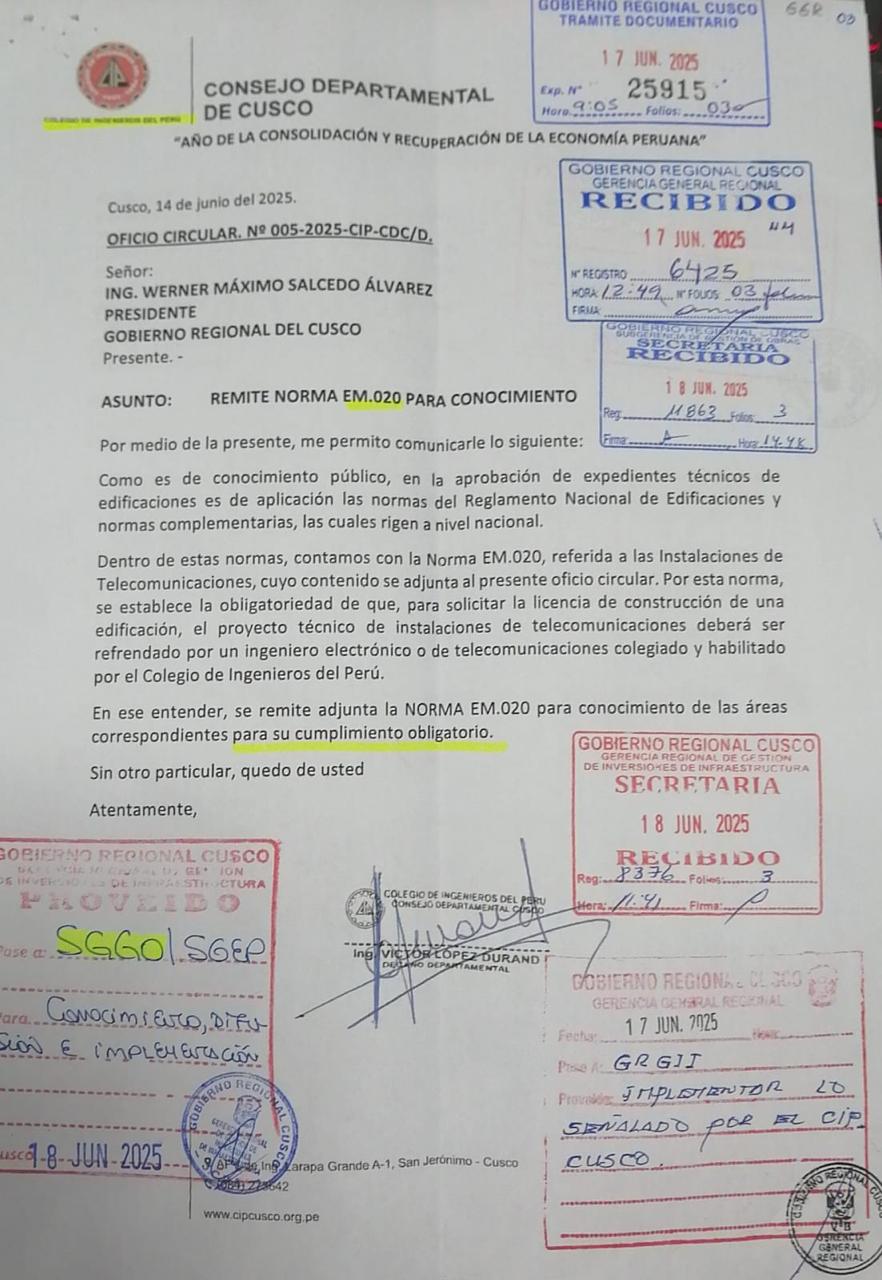 GOBIERNO REGIONAL CUSCO
TRAMITE DOCUMENTARIO
17 JUN. 2025
Exp. N° 25915
Hora: 9:05 Folios: 03
GGR 03
COLEGIO DE INGENIEROS DEL PERU
CONSEJO DEPARTAMENTAL
DE CUSCO
"AÑO DE LA CONSOLIDACIÓN Y RECUPERACIÓN DE LA ECONOMÍA PERUANA"
GOBIERNO REGIONAL CUSCO
GERENCIA GENERAL REGIONAL
RECIBIDO
17 JUN. 2025
N° REGISTRO 6425
HORA: 12:49 N° FOLIOS: 03
FIRMA:
Cusco, 14 de junio del 2025.
OFICIO CIRCULAR. Nº 005-2025-CIP-CDC/D.
Señor:
ING. WERNER MÁXIMO SALCEDO ÁLVAREZ
PRESIDENTE
GOBIERNO REGIONAL DEL CUSCO
Presente. -
GOBIERNO REGIONAL CUSCO
SUBGERENCIA DE GESTIÓN DE OBRAS
SECRETARIA
RECIBIDO
18 JUN. 2025
Reg: 11863 Folios: 3
Firma: Hora: 14:48
ASUNTO: REMITE NORMA EM.020 PARA CONOCIMIENTO
Por medio de la presente, me permito comunicarle lo siguiente:
Como es de conocimiento público, en la aprobación de expedientes técnicos de
edificaciones es de aplicación las normas del Reglamento Nacional de Edificaciones y
normas complementarias, las cuales rigen a nivel nacional.
Dentro de estas normas, contamos con la Norma EM.020, referida a las Instalaciones de
Telecomunicaciones, cuyo contenido se adjunta al presente oficio circular. Por esta norma,
se establece la obligatoriedad de que, para solicitar la licencia de construcción de una
edificación, el proyecto técnico de instalaciones de telecomunicaciones deberá ser
refrendado por un ingeniero electrónico o de telecomunicaciones colegiado y habilitado
por el Colegio de Ingenieros del Perú.
En ese entender, se remite adjunta la NORMA EM.020 para conocimiento de las áreas
correspondientes para su cumplimiento obligatorio.
Sin otro particular, quedo de usted
Atentamente,
GOBIERNO REGIONAL CUSCO
GERENCIA REGIONAL DE GESTION
DE INVERSIONES DE INFRAESTRUCTURA
SECRETARIA
18 JUN. 2025
RECIBIDO
Reg: 8376 Folios: 3
Hora: 11:41 Firma:
GOBIERNO REGIONAL CUSCO
DE INVERSIONES DE INFRAESTRUCTURA
PROVEIDO
Pase a: SGGO/SGEP
Para: Conocimiento, difu-
sión e implementación
Cusco 18 JUN 2025
COLEGIO DE INGENIEROS DEL PERU
CONSEJO DEPARTAMENTAL CUSCO
Ing. VICTOR LÓPEZ DURAND
DECANO DEPARTAMENTAL
GOBIERNO REGIONAL CUSCO
GERENCIA GENERAL REGIONAL
Fecha: 17 JUN. 2025 Hora:
Pase A: GRGII
Proveido: IMPLEMENTAR LO
SEÑALADO POR EL CIP
CUSCO.
GOBIERNO REGIONAL CUSCO
Larapa Grande A-1, San Jerónimo - Cusco
www.cipcusco.org.pe
GOBIERNO REGIONAL CUSCO
GERENCIA
GENERAL
REGIONAL